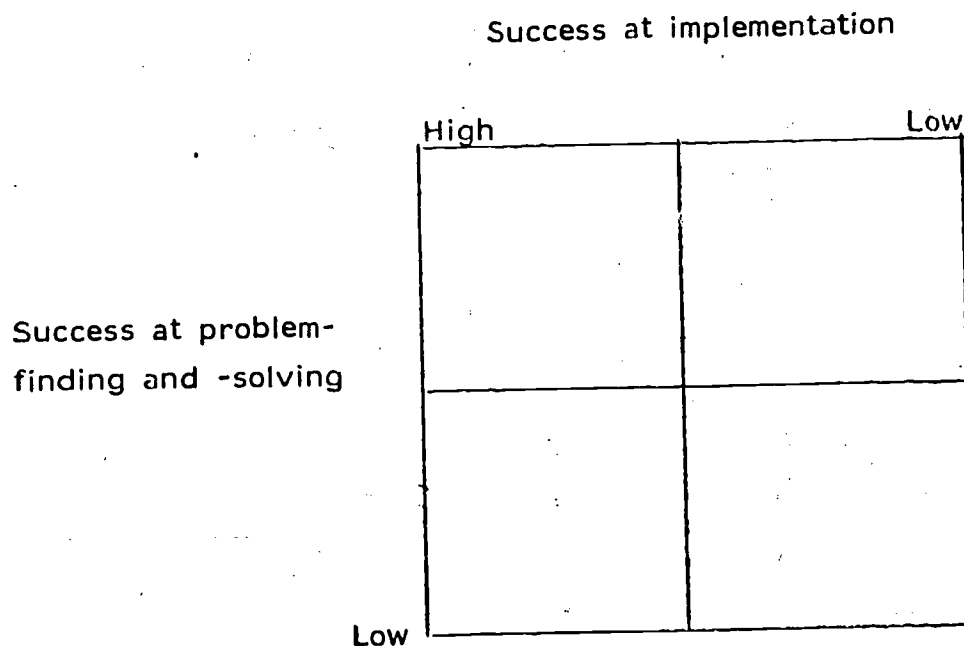 Success at implementation
High
Low
Success at problem-
finding and -solving
Low